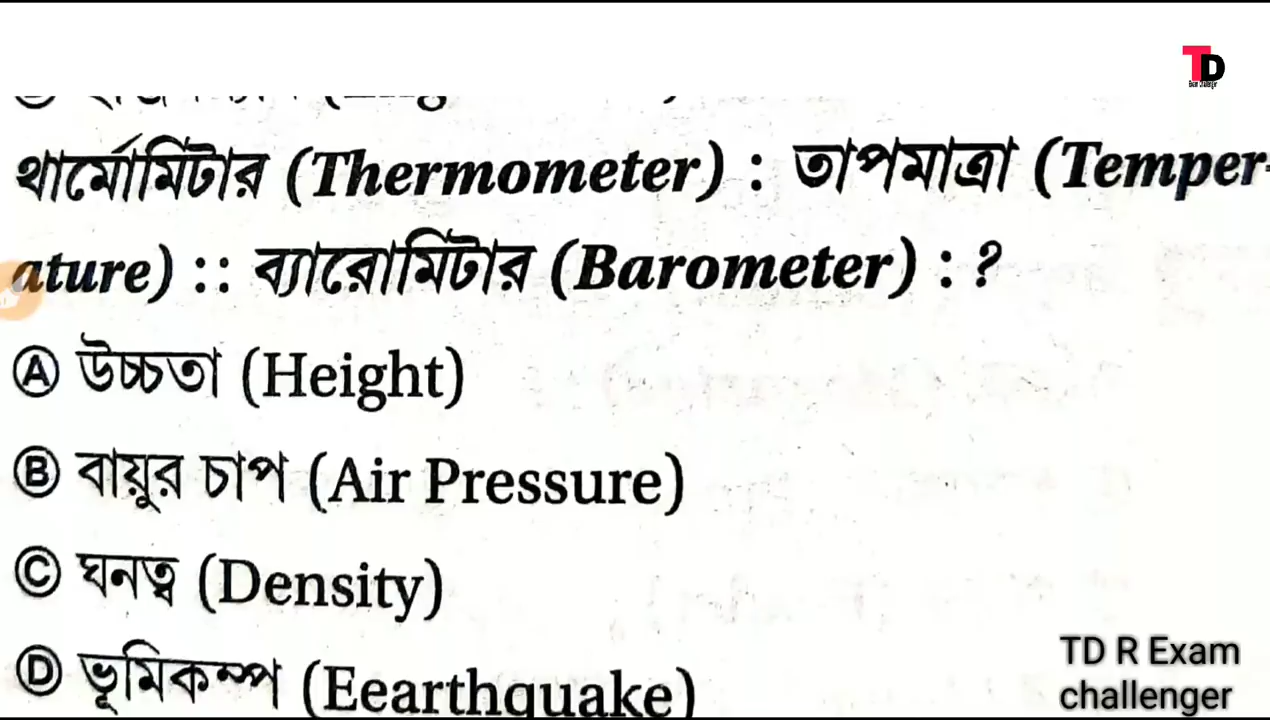 TD
থার্মোমিটার (Thermometer) : তাপমাত্রা (Temper-
ature) :: ব্যারোমিটার (Barometer) : ?
Ⓐ উচ্চতা (Height)
Ⓑ বায়ুর চাপ (Air Pressure)
Ⓒ ঘনত্ব (Density)
Ⓓ ভূমিকম্প (Eearthquake)
TD R Exam
challenger